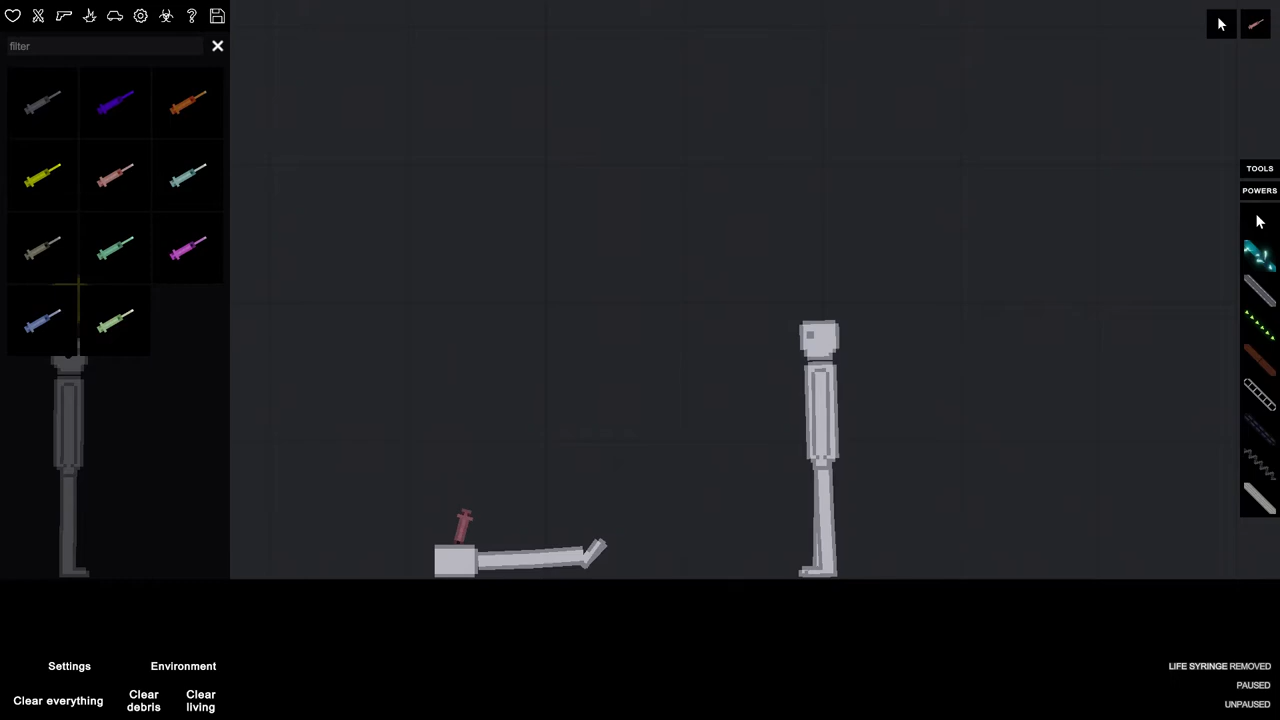 filter
TOOLS
POWERS
Settings
Environment
Clear everything
Clear
debris
Clear
living
LIFE SYRINGE REMOVED
PAUSED
UNPAUSED